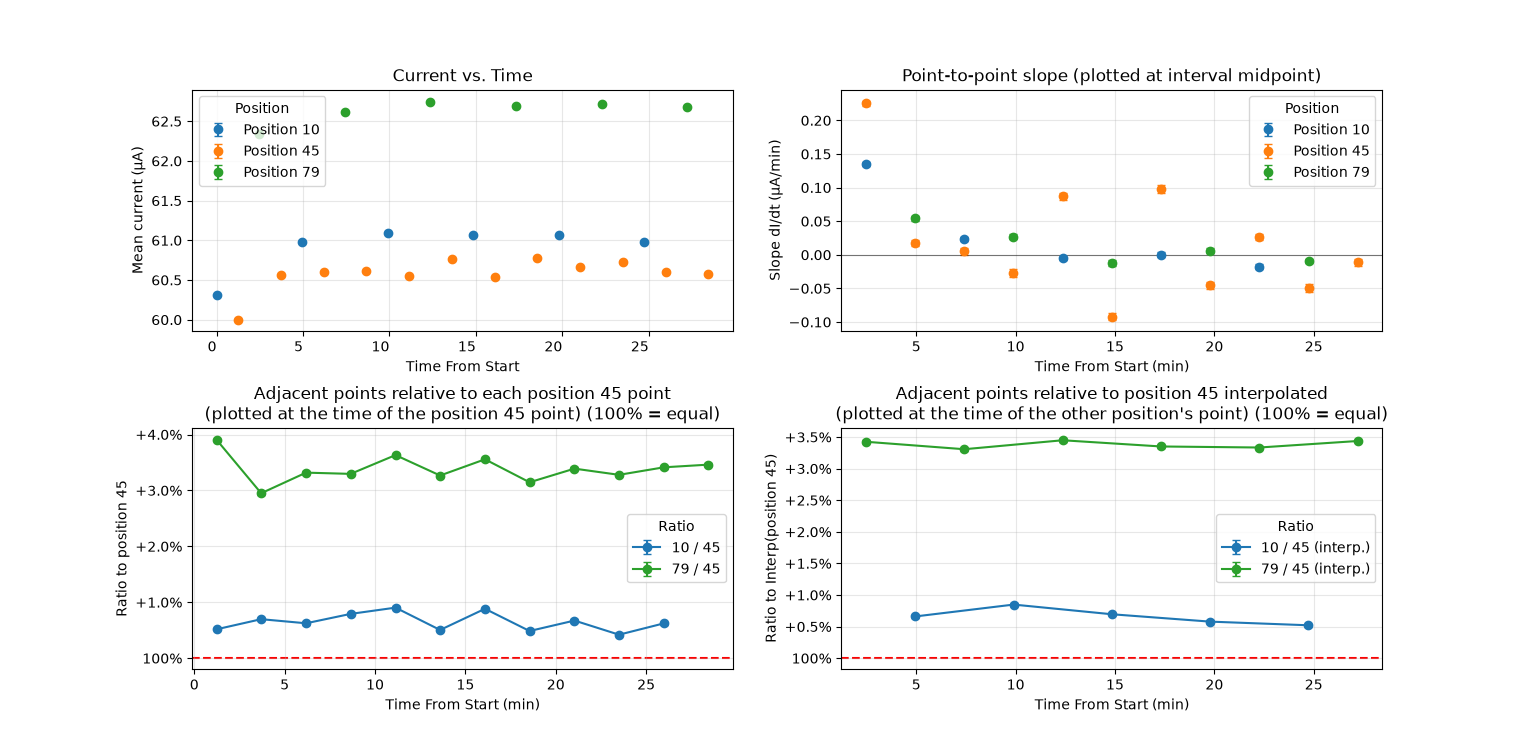 Current vs. Time
Mean current (µA)
62.5
62.0
61.5
61.0
60.5
60.0
Position
Position 10
Position 45
Position 79
0 5 10 15 20 25
Time From Start
Point-to-point slope (plotted at interval midpoint)
Slope dI/dt (µA/min)
0.20
0.15
0.10
0.05
0.00
−0.05
−0.10
Position
Position 10
Position 45
Position 79
5 10 15 20 25
Time From Start (min)
Adjacent points relative to each position 45 point
(plotted at the time of the position 45 point) (100% = equal)
Ratio to position 45
+4.0%
+3.0%
+2.0%
+1.0%
100%
Ratio
10 / 45
79 / 45
0 5 10 15 20 25
Time From Start (min)
Adjacent points relative to position 45 interpolated
(plotted at the time of the other position's point) (100% = equal)
Ratio to Interp(position 45)
+3.5%
+3.0%
+2.5%
+2.0%
+1.5%
+1.0%
+0.5%
100%
Ratio
10 / 45 (interp.)
79 / 45 (interp.)
5 10 15 20 25
Time From Start (min)